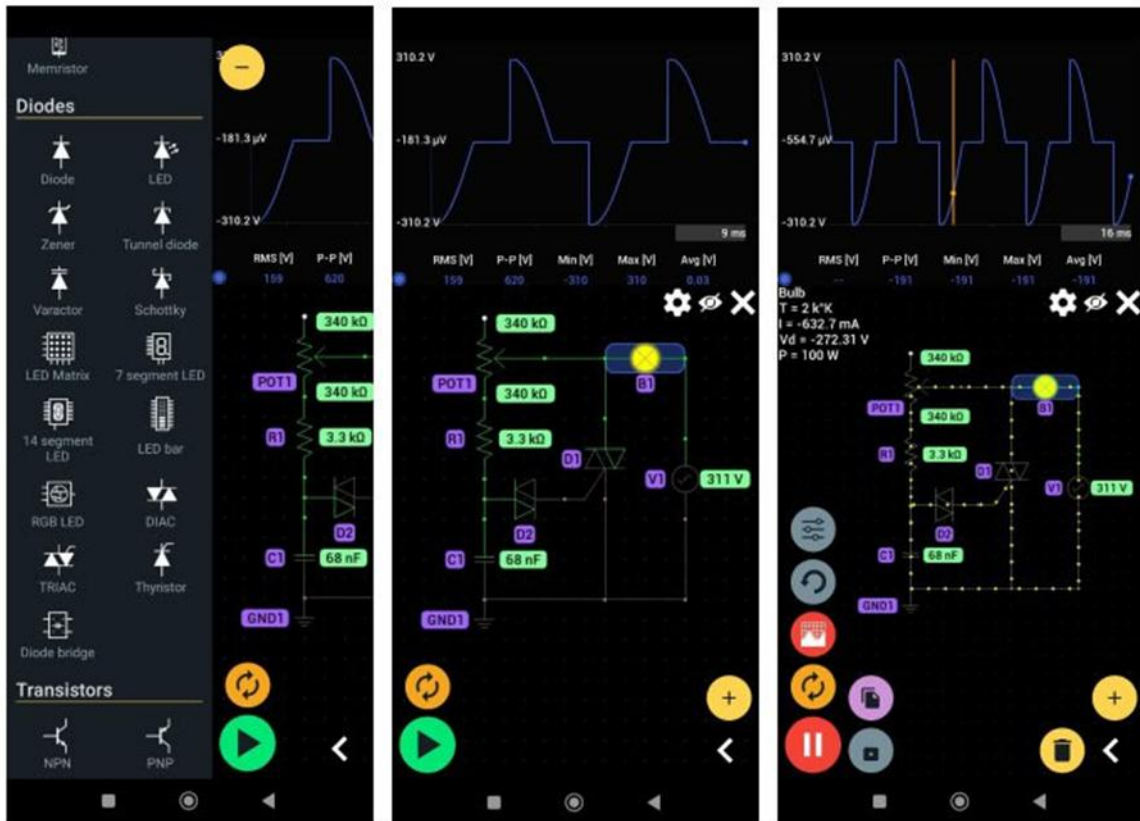 Memristor
Diodes
Diode LED
Zener Tunnel diode
Varactor Schottky
LED Matrix 7 segment LED
14 segment LED LED bar
RGB LED DIAC
TRIAC Thyristor
Diode bridge
Transistors
NPN PNP
-181.3 µV
-310.2 V
RMS [V] P-P [V]
159 620
340 kΩ
POT1
340 kΩ
R1 3.3 kΩ
D2
C1 68 nF
GND1
310.2 V
-181.3 µV
-310.2 V
9 ms
RMS [V] P-P [V] Min [V] Max [V] Avg [V]
159 620 -310 310 0.03
340 kΩ
POT1
B1
340 kΩ
R1 3.3 kΩ
D1
V1 311 V
D2
C1 68 nF
GND1
310.2 V
-554.7 µV
-310.2 V
16 ms
RMS [V] P-P [V] Min [V] Max [V] Avg [V]
--- -191 -191 -191 -191
Bulb
T = 2 k°K
I = -632.7 mA
Vd = -272.31 V
P = 100 W
340 kΩ
POT1
B1
340 kΩ
R1 3.3 kΩ
D1
V1 311 V
D2
C1 68 nF
GND1